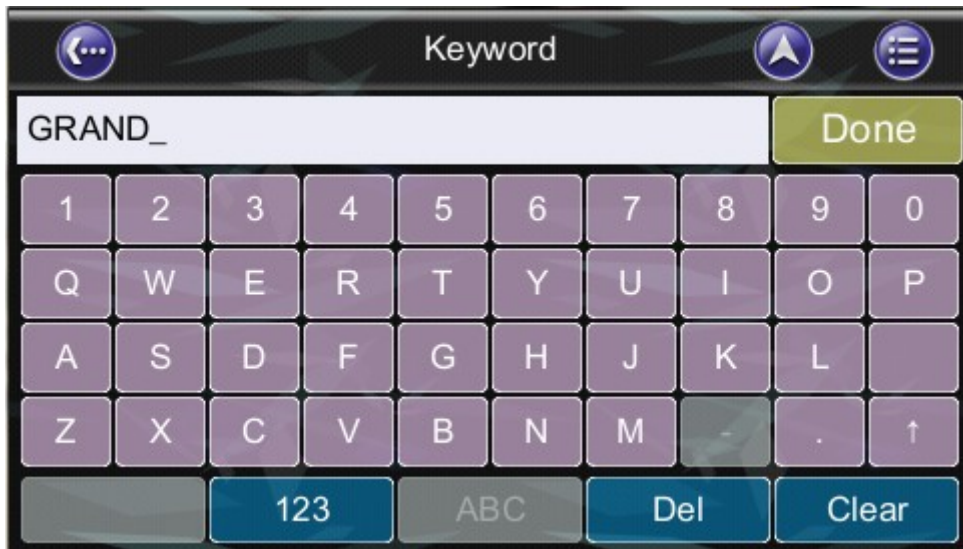 Keyword
GRAND_
Done
1 2 3 4 5 6 7 8 9 0
Q W E R T Y U I O P
A S D F G H J K L
Z X C V B N M - . ↑
123 ABC Del Clear